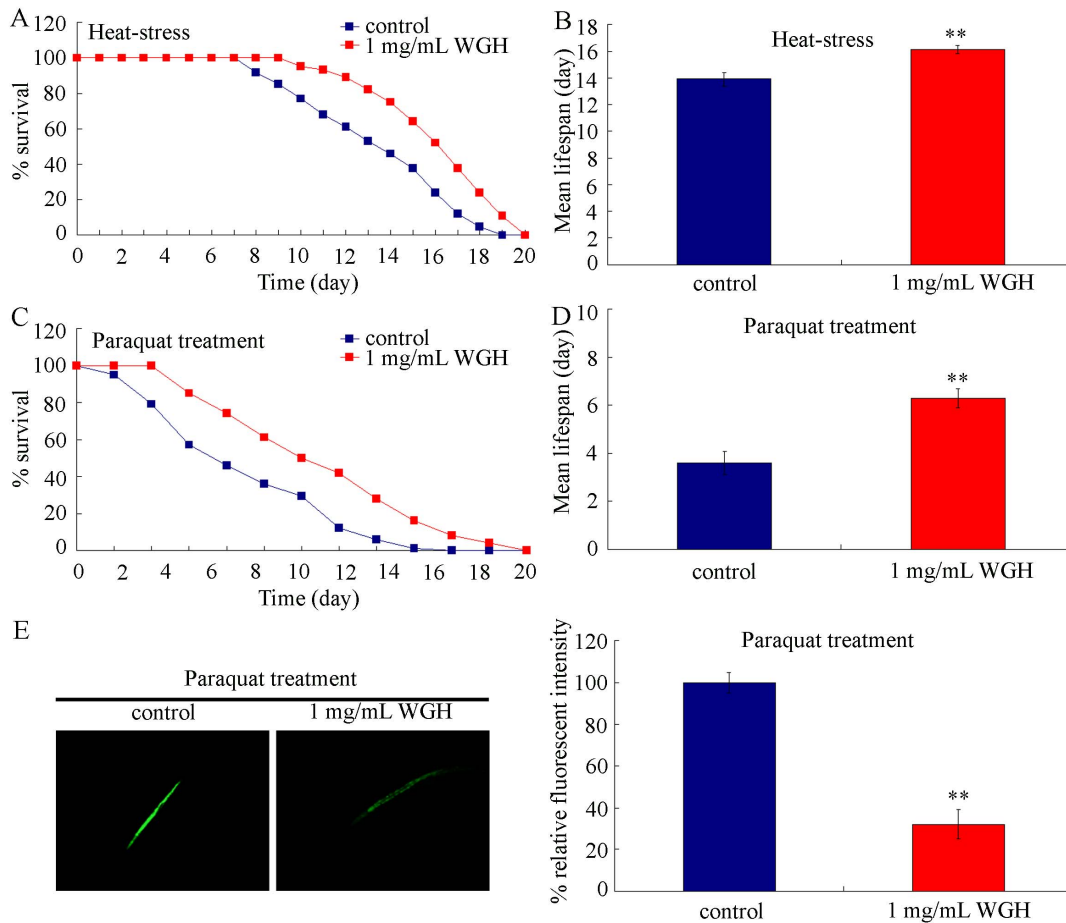 A
120
100
80
60
40
20
0
% survival
Heat-stress
control
1 mg/mL WGH
0 2 4 6 8 10 12 14 16 18 20
Time (day)
B
20
18
16
14
12
10
8
6
4
2
0
Mean lifespan (day)
Heat-stress
**
control 1 mg/mL WGH
C
120
100
80
60
40
20
0
% survival
Paraquat treatment
control
1 mg/mL WGH
0 2 4 6 8 10 12 14 16 18 20
Time (day)
D
10
8
6
4
2
0
Mean lifespan (day)
Paraquat treatment
**
control 1 mg/mL WGH
E
Paraquat treatment
control 1 mg/mL WGH
120
100
80
60
40
20
0
% relative fluorescent intensity
Paraquat treatment
**
control 1 mg/mL WGH